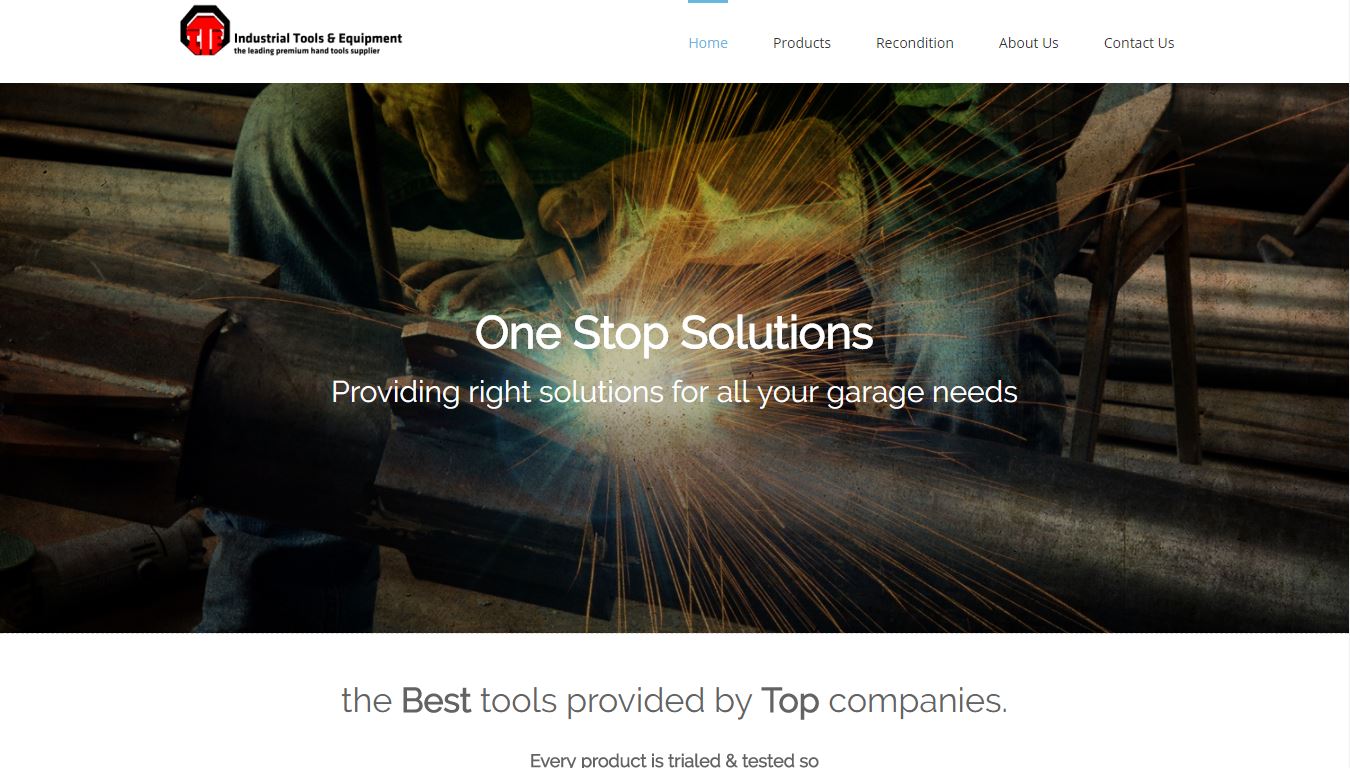 Industrial Tools & Equipment
the leading premium hand tools supplier
Home
Products
Recondition
About Us
Contact Us
One Stop Solutions
Providing right solutions for all your garage needs
the Best tools provided by Top companies.
Every product is trialed & tested so